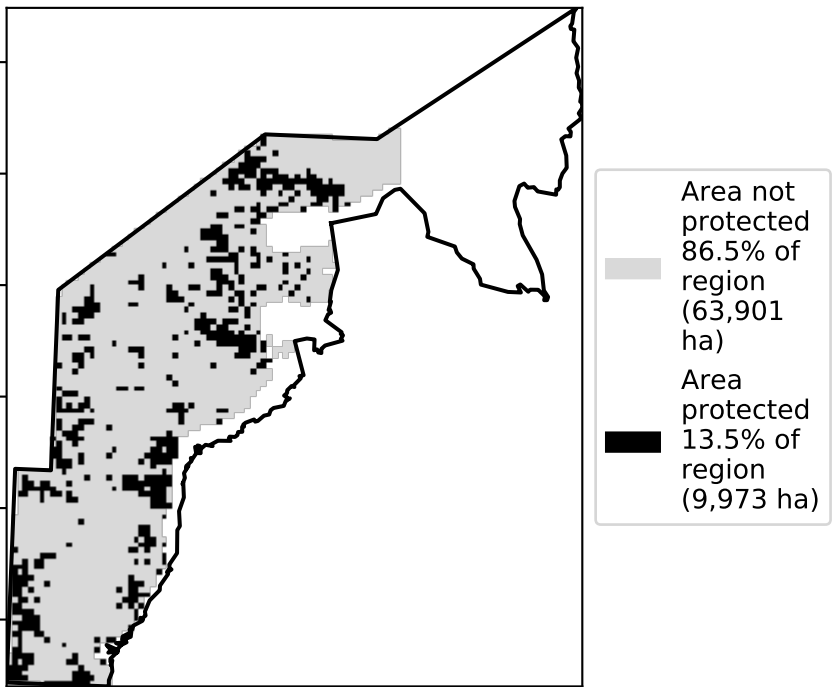 Area not
protected
86.5% of
region
(63,901
ha)
Area
protected
13.5% of
region
(9,973 ha)